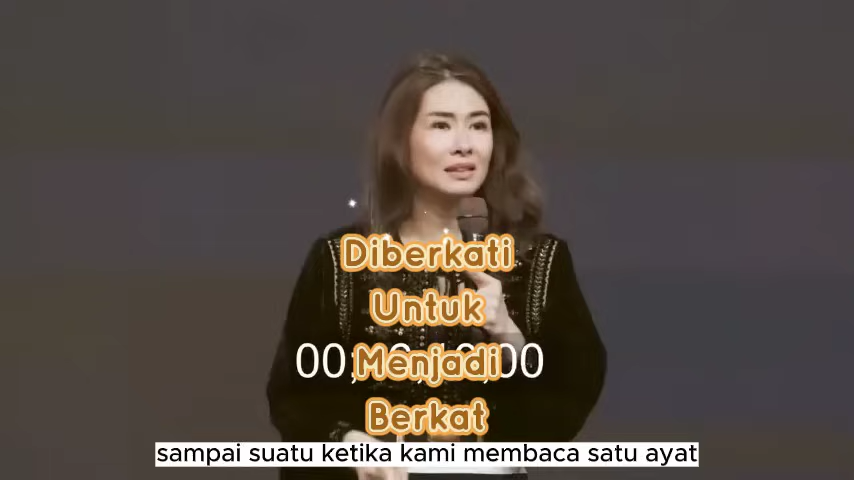 Diberkati
Untuk
Menjadi
Berkat
sampai suatu ketika kami membaca satu ayat